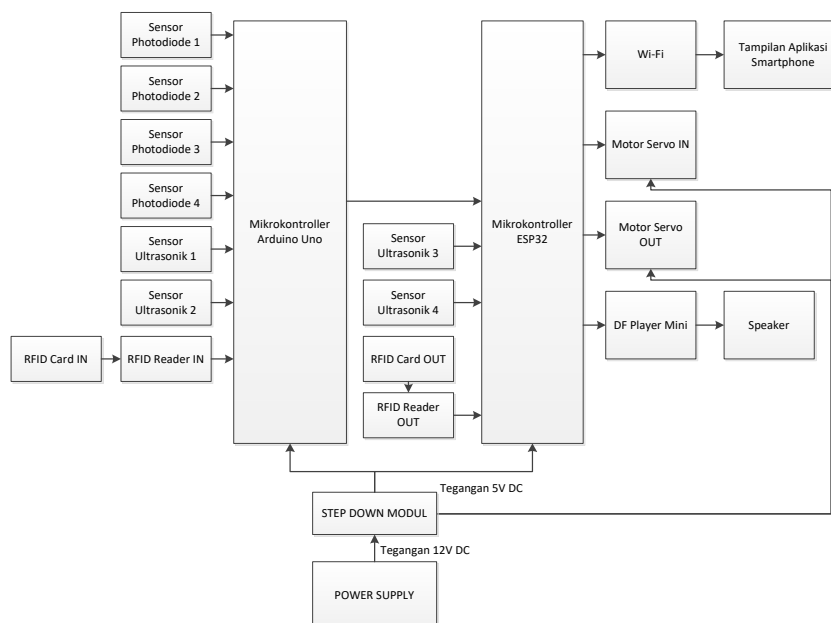 Sensor
Photodiode 1
Sensor
Photodiode 2
Sensor
Photodiode 3
Sensor
Photodiode 4
Sensor
Ultrasonik 1
Sensor
Ultrasonik 2
RFID Card IN
RFID Reader IN
Mikrokontroller
Arduino Uno
Sensor
Ultrasonik 3
Sensor
Ultrasonik 4
RFID Card OUT
RFID Reader
OUT
Mikrokontroller
ESP32
Wi-Fi
Tampilan Aplikasi
Smartphone
Motor Servo IN
Motor Servo
OUT
DF Player Mini
Speaker
Tegangan 5V DC
STEP DOWN MODUL
Tegangan 12V DC
POWER SUPPLY